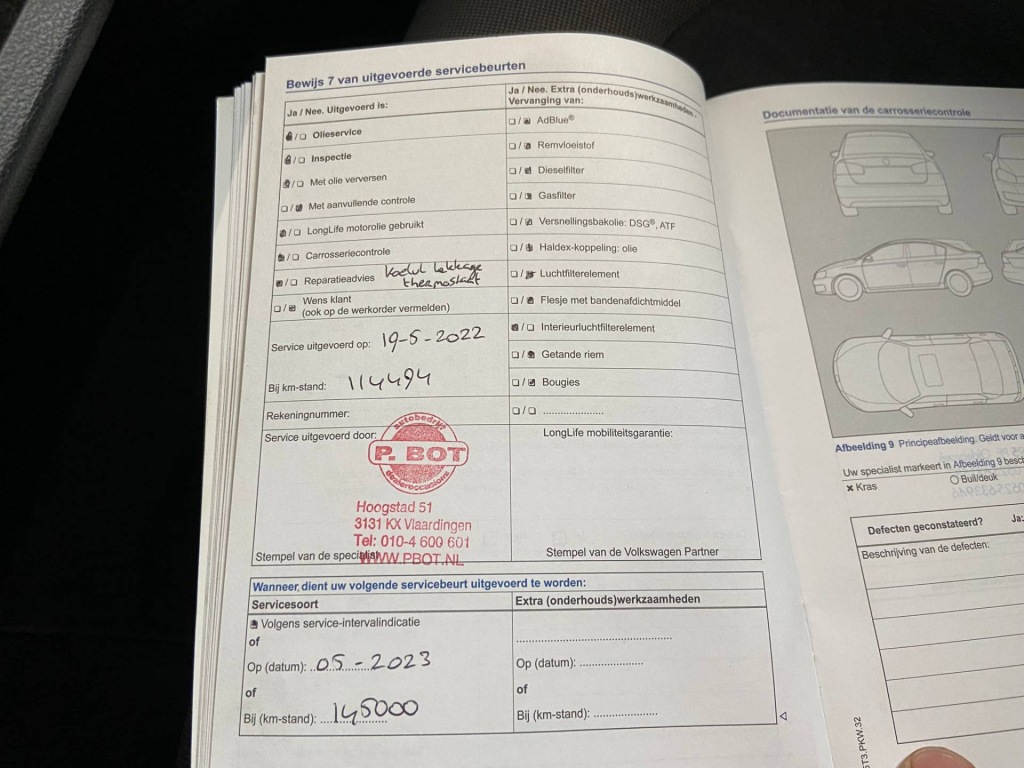 Bewijs 7 van uitgevoerde servicebeurten
Ja / Nee. Uitgevoerd is:
Olieservice
Inspectie
Met olie verversen
Met aanvullende controle
LongLife motorolie gebruikt
Carrosseriecontrole
Reparatieadvies Koelvl lekkage
thermostaat
Wens klant
(ook op de werkorder vermelden)
Service uitgevoerd op: 19-5-2022
Bij km-stand: 114494
Rekeningnummer:
Service uitgevoerd door:
autobedrijf
P. BOT
dealeroccasions
Hoogstad 51
3131 KX Vlaardingen
Tel: 010-4 600 601
WWW.PBOT.NL
Stempel van de specialist
Ja / Nee. Extra (onderhouds)werkzaamheden -
Vervanging van:
AdBlue®
Remvloeistof
Dieselfilter
Gasfilter
Versnellingsbakolie: DSG®, ATF
Haldex-koppeling: olie
Luchtfilterelement
Flesje met bandenafdichtmiddel
Interieurluchtfilterelement
Getande riem
Bougies
LongLife mobiliteitsgarantie:
Stempel van de Volkswagen Partner
Wanneer dient uw volgende servicebeurt uitgevoerd te worden:
Servicesoort
Volgens service-intervalindicatie
of
Op (datum): 05 - 2023
of
Bij (km-stand): 145000
Extra (onderhouds)werkzaamheden
Op (datum):
of
Bij (km-stand):
Documentatie van de carrosseriecontrole
Afbeelding 9 Principeafbeelding. Geldt voor a
Uw specialist markeert in Afbeelding 9 besch
× Kras
O Buil/deuk
Defecten geconstateerd? Ja:
Beschrijving van de defecten:
ST3.PKW.32